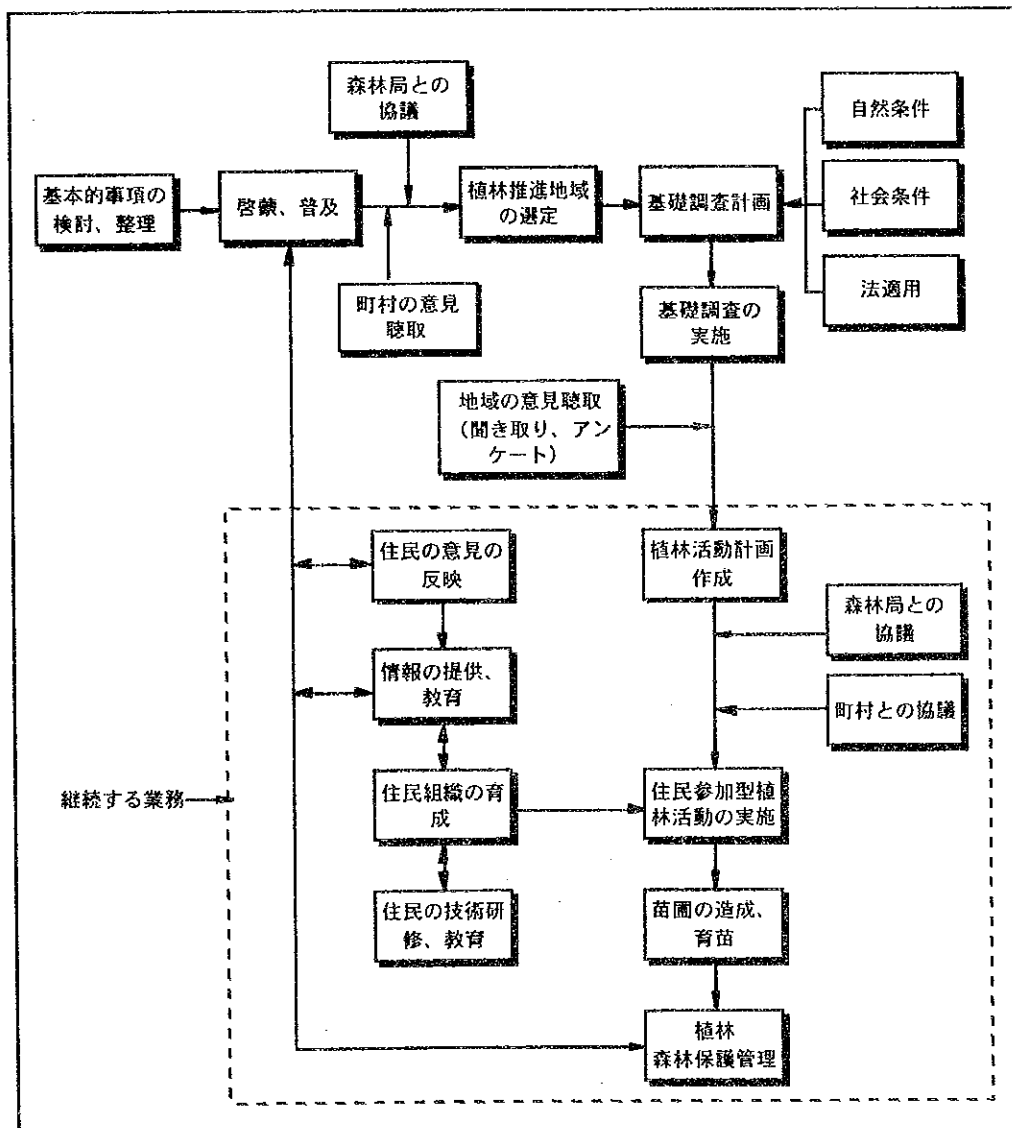 森林局との
協議
自然条件
基本的事項の
検討、整理
啓蒙、普及
植林推進地域
の選定
基礎調査計画
社会条件
町村の意見
聴取
基礎調査の
実施
法適用
地域の意見聴取
(聞き取り、アン
ケート)
住民の意見の
反映
植林活動計画
作成
森林局との
協議
情報の提供、
教育
町村との協議
継続する業務
住民組織の育
成
住民参加型植
林活動の実施
住民の技術研
修、教育
苗圃の造成、
育苗
植林
森林保護管理